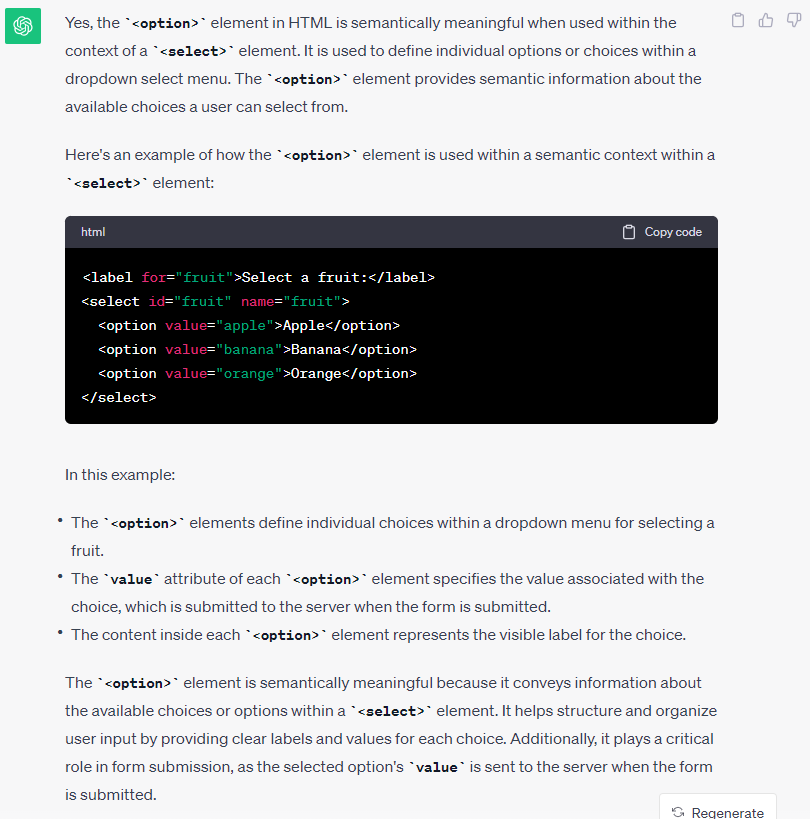 Yes, the `<option>` element in HTML is semantically meaningful when used within the
context of a `<select>` element. It is used to define individual options or choices within a
dropdown select menu. The `<option>` element provides semantic information about the
available choices a user can select from.
Here's an example of how the `<option>` element is used within a semantic context within a
`<select>` element:
html Copy code
<label for="fruit">Select a fruit:</label>
<select id="fruit" name="fruit">
  <option value="apple">Apple</option>
  <option value="banana">Banana</option>
  <option value="orange">Orange</option>
</select>
In this example:
• The `<option>` elements define individual choices within a dropdown menu for selecting a
fruit.
• The `value` attribute of each `<option>` element specifies the value associated with the
choice, which is submitted to the server when the form is submitted.
• The content inside each `<option>` element represents the visible label for the choice.
The `<option>` element is semantically meaningful because it conveys information about
the available choices or options within a `<select>` element. It helps structure and organize
user input by providing clear labels and values for each choice. Additionally, it plays a critical
role in form submission, as the selected option's `value` is sent to the server when the form
is submitted.
Regenerate